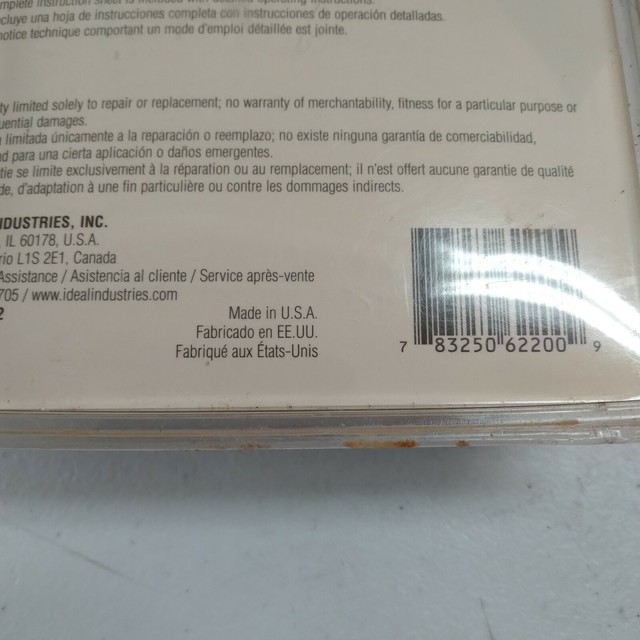 mplete instruction sheet is included with detailed operating instructions.
cluye una hoja de instrucciones completa con instrucciones de operación detalladas.
notice technique comportant un mode d'emploi détaillée est jointe.
ty limited solely to repair or replacement; no warranty of merchantability, fitness for a particular purpose or
uential damages.
a limitada únicamente a la reparación o reemplazo; no existe ninguna garantía de comerciabilidad,
d para una cierta aplicación o daños emergentes.
tie se limite exclusivement à la réparation ou au remplacement; il n'est offert aucune garantie de qualité
de, d'adaptation à une fin particulière ou contre les dommages indirects.
NDUSTRIES, INC.
, IL 60178, U.S.A.
rio L1S 2E1, Canada
Assistance / Asistencia al cliente / Service après-vente
705 / www.idealindustries.com
2
Made in U.S.A.
Fabricado en EE.UU.
Fabriqué aux États-Unis
7 83250 62200 9